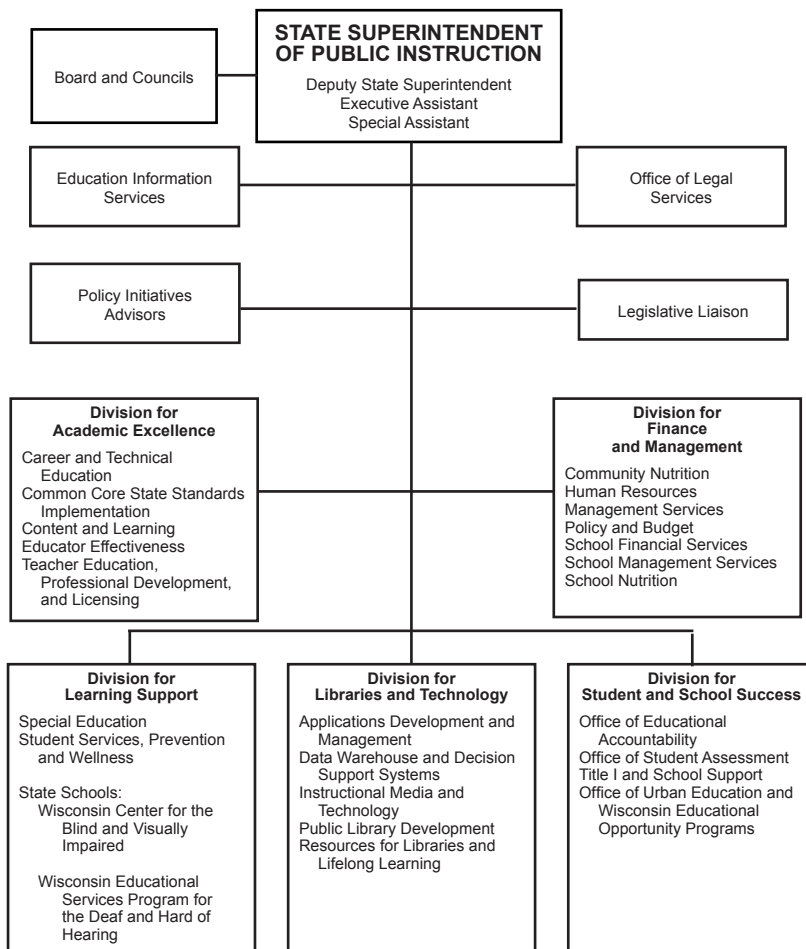 STATE SUPERINTENDENT
OF PUBLIC INSTRUCTION
Deputy State Superintendent
Executive Assistant
Special Assistant
Board and Councils
Education Information
Services
Office of Legal
Services
Policy Initiatives
Advisors
Legislative Liaison
Division for
Academic Excellence
Career and Technical
Education
Common Core State Standards
Implementation
Content and Learning
Educator Effectiveness
Teacher Education,
Professional Development,
and Licensing
Division for
Finance
and Management
Community Nutrition
Human Resources
Management Services
Policy and Budget
School Financial Services
School Management Services
School Nutrition
Division for
Learning Support
Special Education
Student Services, Prevention
and Wellness
State Schools:
Wisconsin Center for the
Blind and Visually
Impaired
Wisconsin Educational
Services Program for
the Deaf and Hard of
Hearing
Division for
Libraries and Technology
Applications Development and
Management
Data Warehouse and Decision
Support Systems
Instructional Media and
Technology
Public Library Development
Resources for Libraries and
Lifelong Learning
Division for
Student and School Success
Office of Educational
Accountability
Office of Student Assessment
Title I and School Support
Office of Urban Education and
Wisconsin Educational
Opportunity Programs